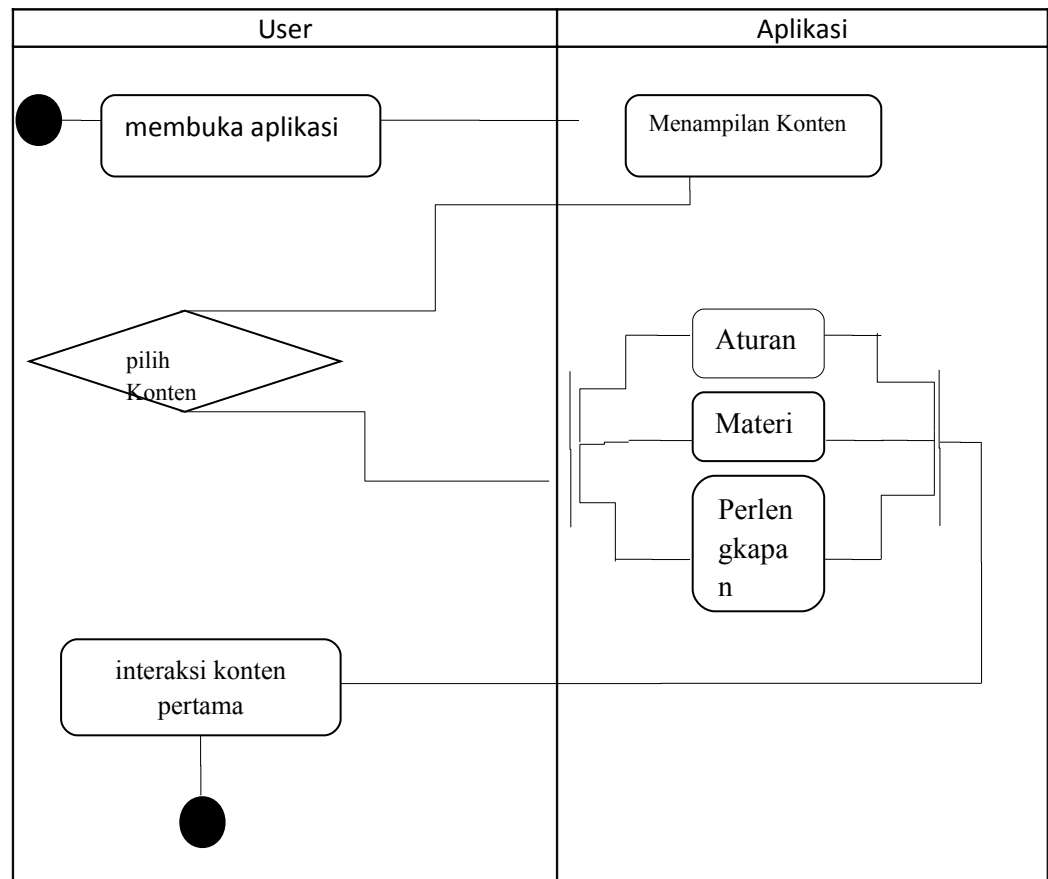 User
Aplikasi
membuka aplikasi
Menampilan Konten
pilih
Konten
Aturan
Materi
Perlen
gkapa
n
interaksi konten
pertama